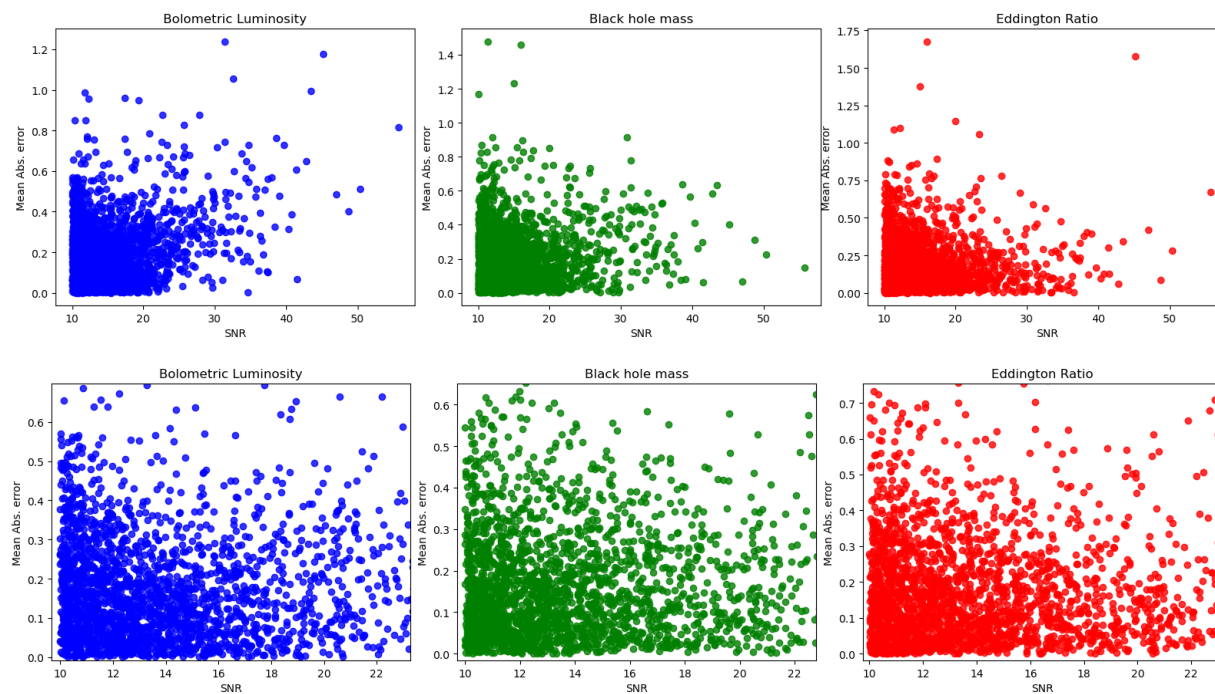 Bolometric Luminosity
Mean Abs. error
1.2
1.0
0.8
0.6
0.4
0.2
0.0
10 20 30 40 50
SNR
Black hole mass
Mean Abs. error
1.4
1.2
1.0
0.8
0.6
0.4
0.2
0.0
10 20 30 40 50
SNR
Eddington Ratio
Mean Abs. error
1.75
1.50
1.25
1.00
0.75
0.50
0.25
0.00
10 20 30 40 50
SNR
Bolometric Luminosity
Mean Abs. error
0.6
0.5
0.4
0.3
0.2
0.1
0.0
10 12 14 16 18 20 22
SNR
Black hole mass
Mean Abs. error
0.6
0.5
0.4
0.3
0.2
0.1
0.0
10 12 14 16 18 20 22
SNR
Eddington Ratio
Mean Abs. error
0.7
0.6
0.5
0.4
0.3
0.2
0.1
0.0
10 12 14 16 18 20 22
SNR